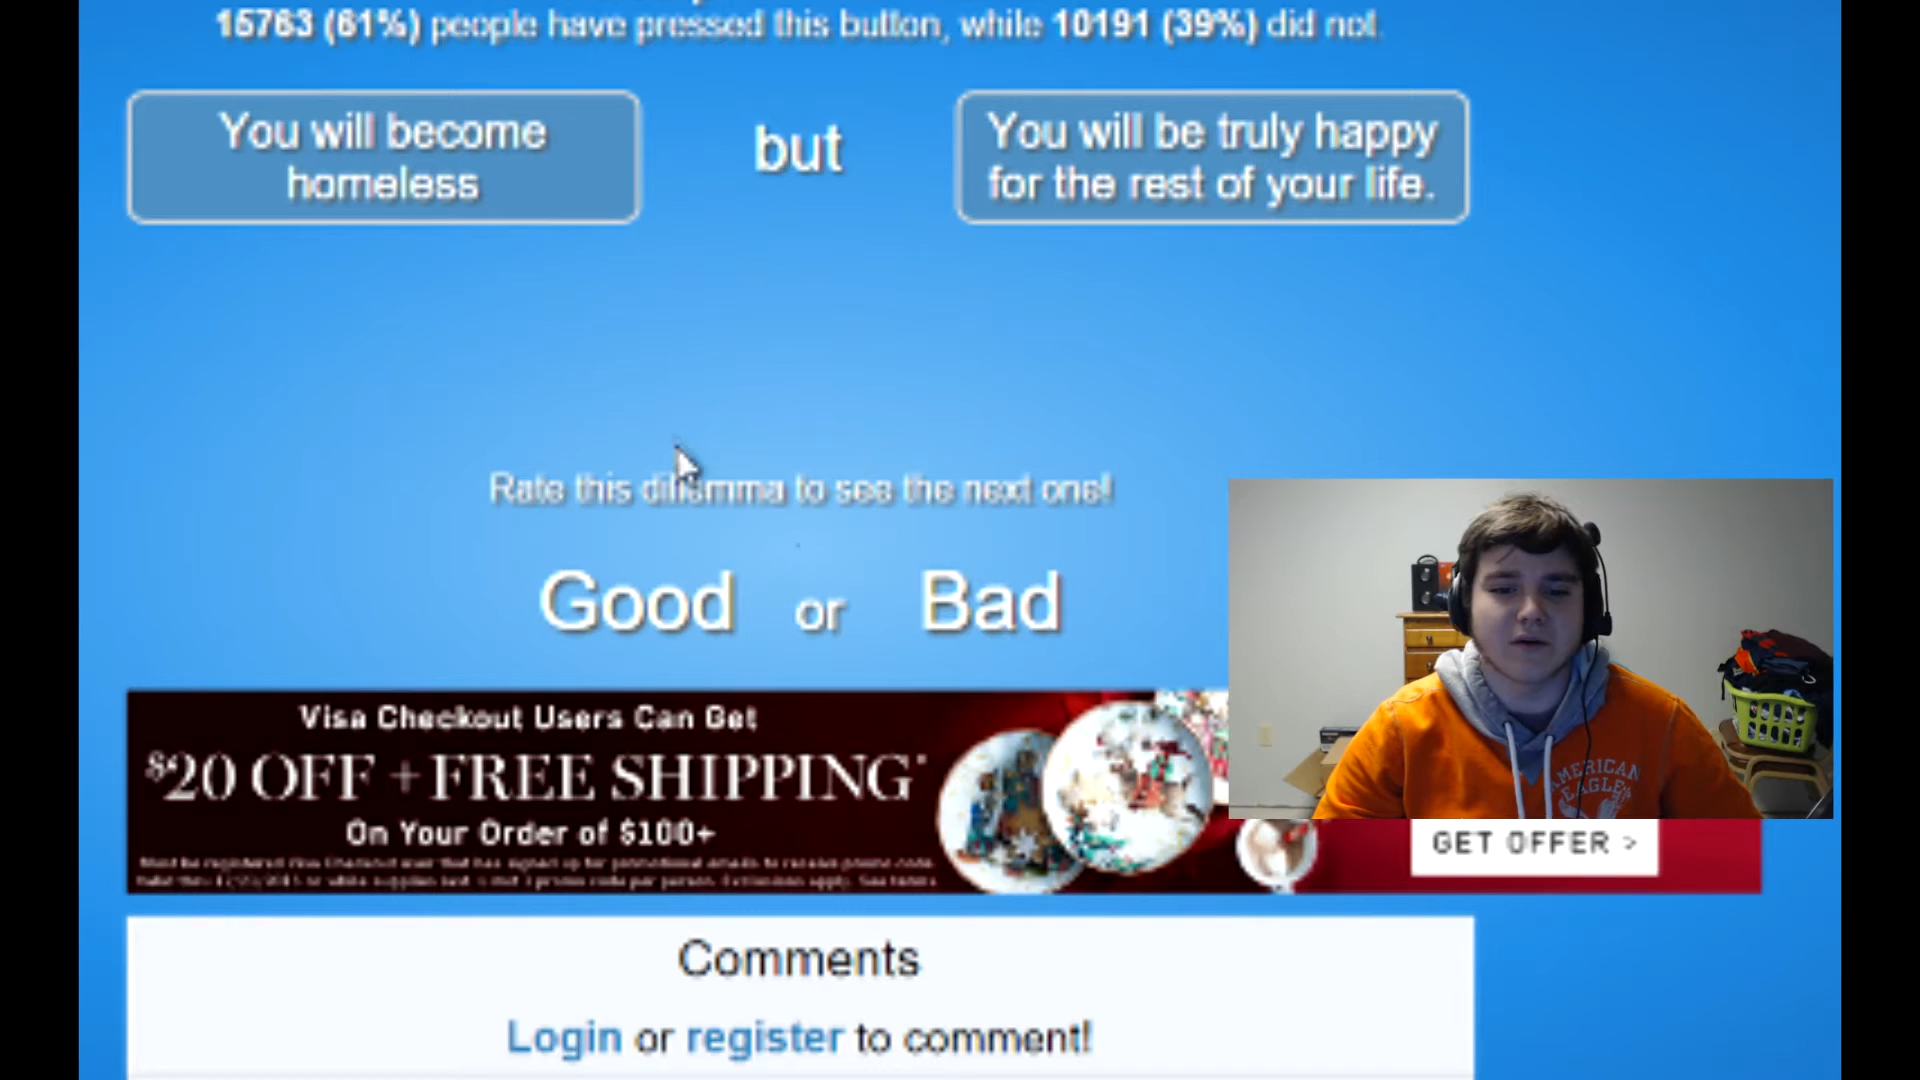 15763 (61%) people have pressed this button, while 10191 (39%) did not.
You will become
homeless
but
You will be truly happy
for the rest of your life.
Rate this dilemma to see the next one!
Good or Bad
Visa Checkout Users Can Get
$20 OFF + FREE SHIPPING*
On Your Order of $100+
GET OFFER >
AMERICAN
EAGLE
Comments
Login or register to comment!